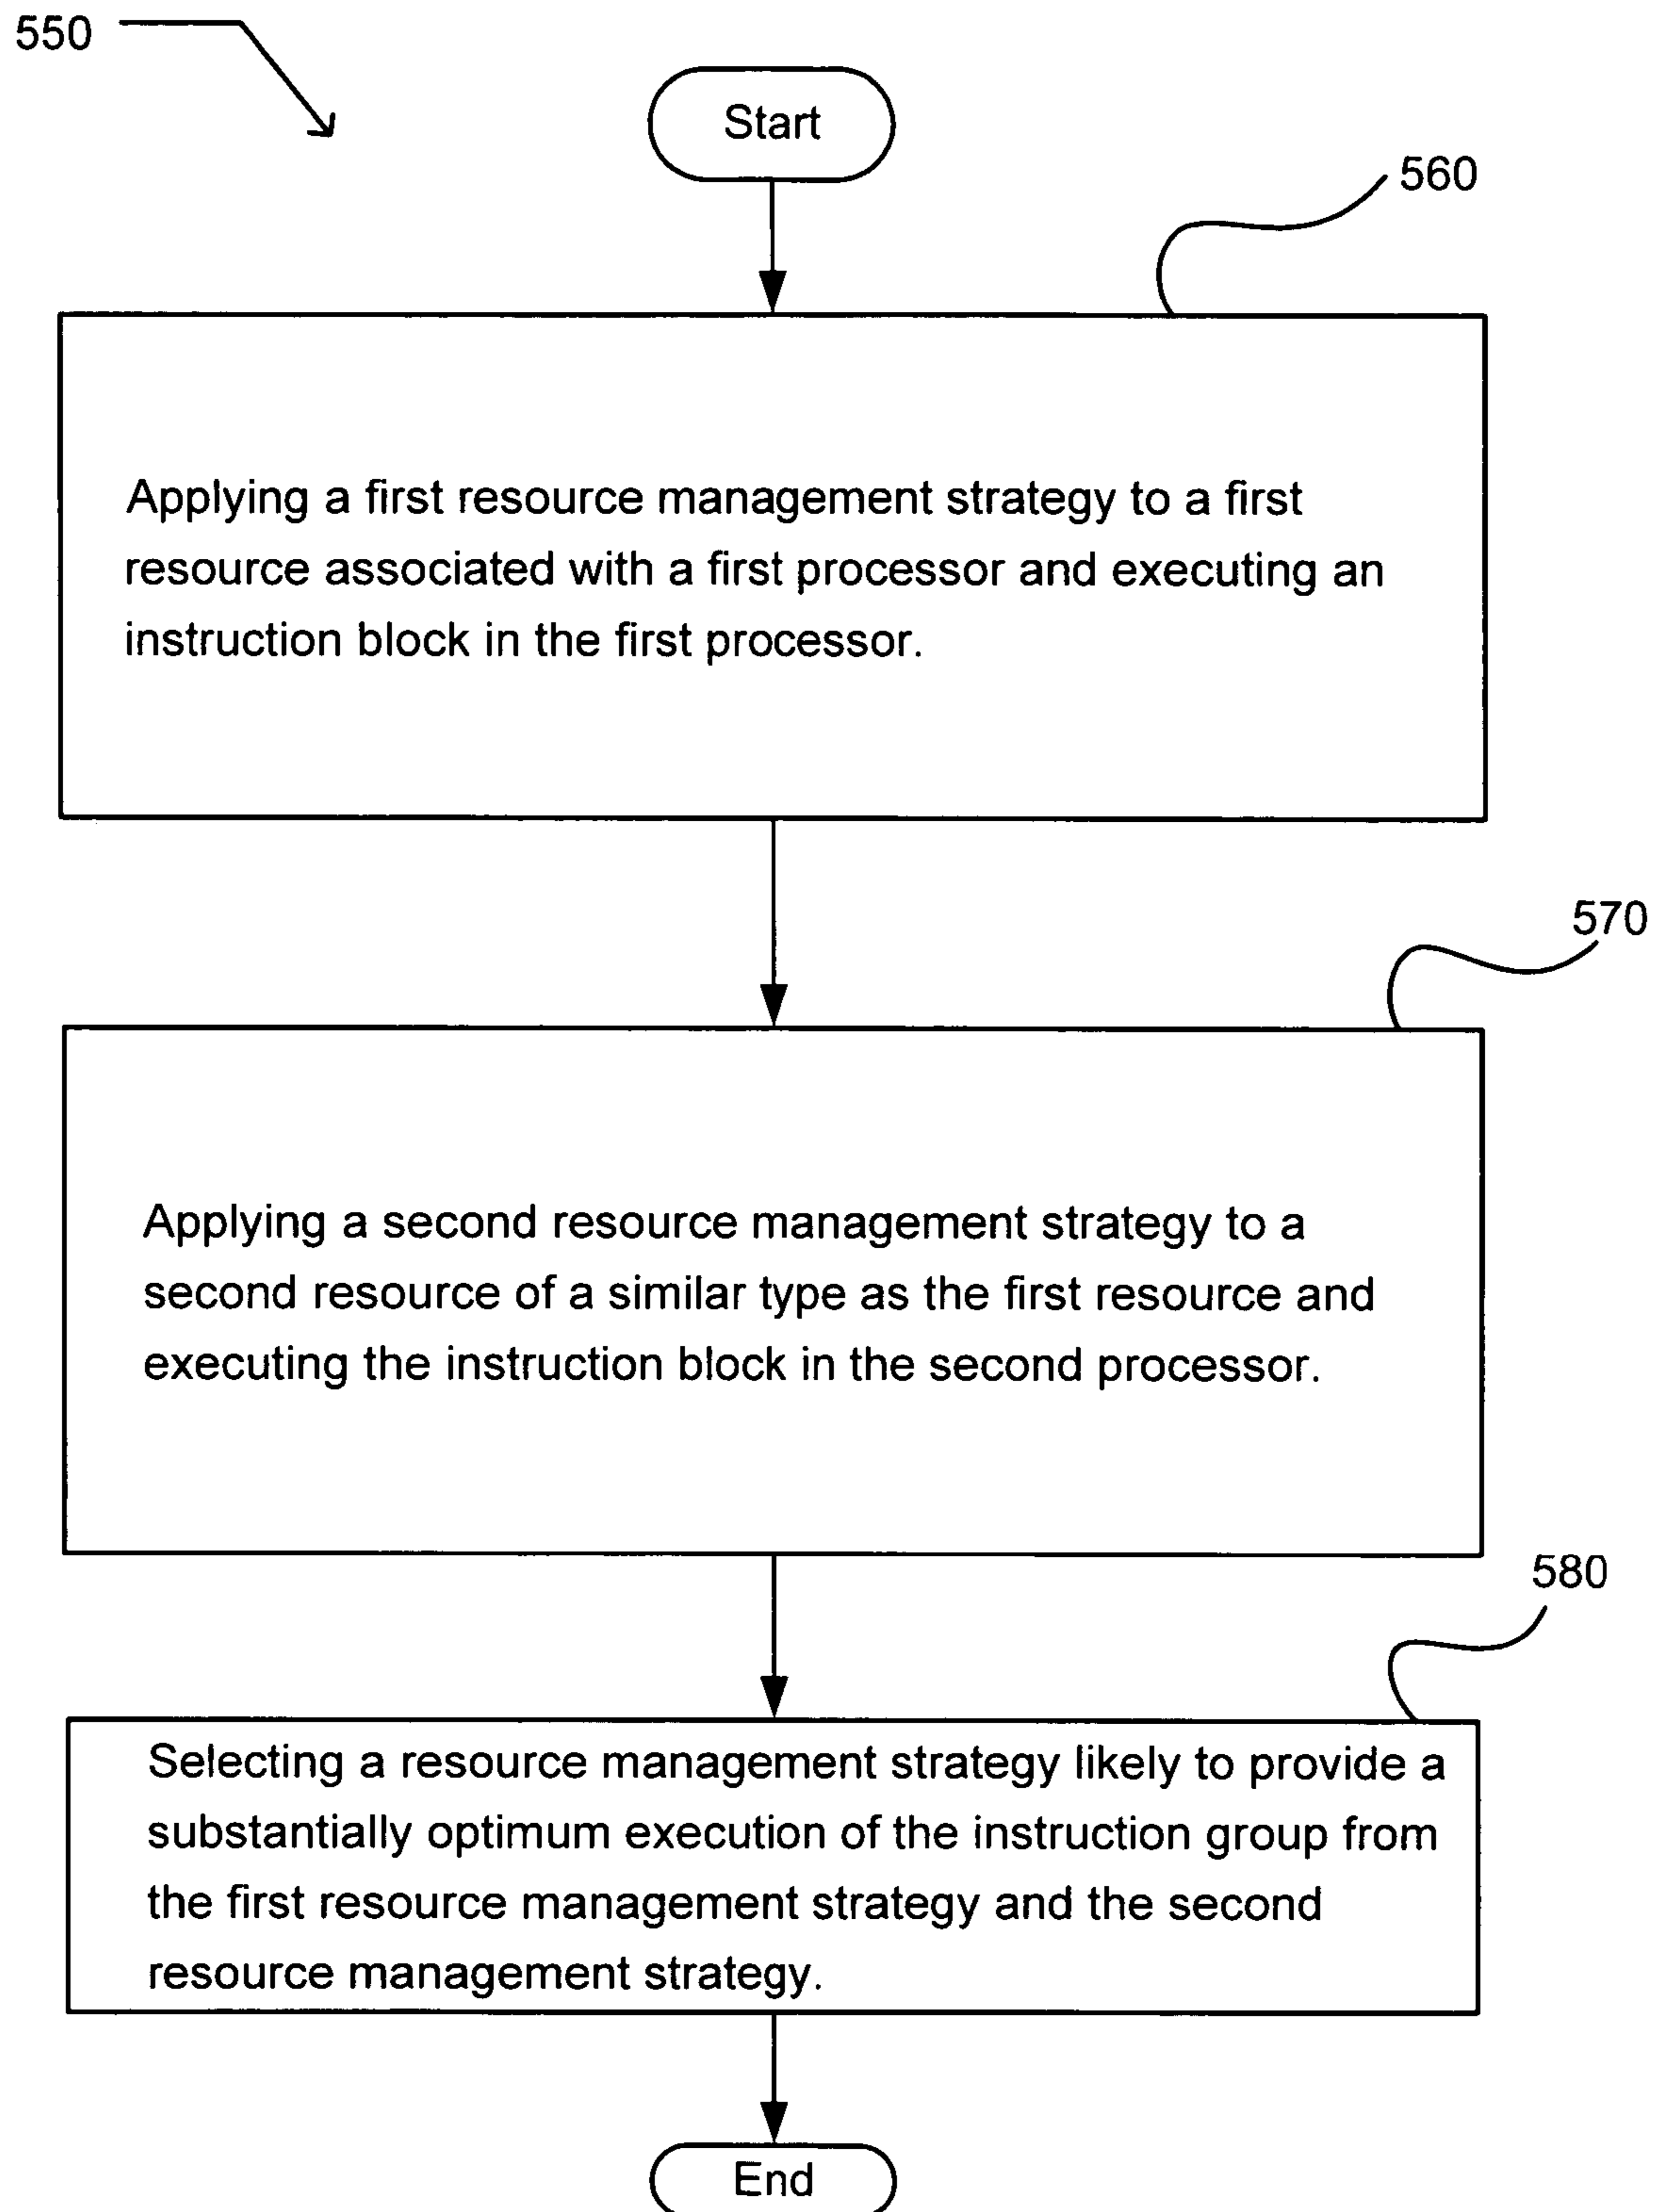 550
Start
560
Applying a first resource management strategy to a first
resource associated with a first processor and executing an
instruction block in the first processor.
570
Applying a second resource management strategy to a
second resource of a similar type as the first resource and
executing the instruction block in the second processor.
580
Selecting a resource management strategy likely to provide a
substantially optimum execution of the instruction group from
the first resource management strategy and the second
resource management strategy.
End